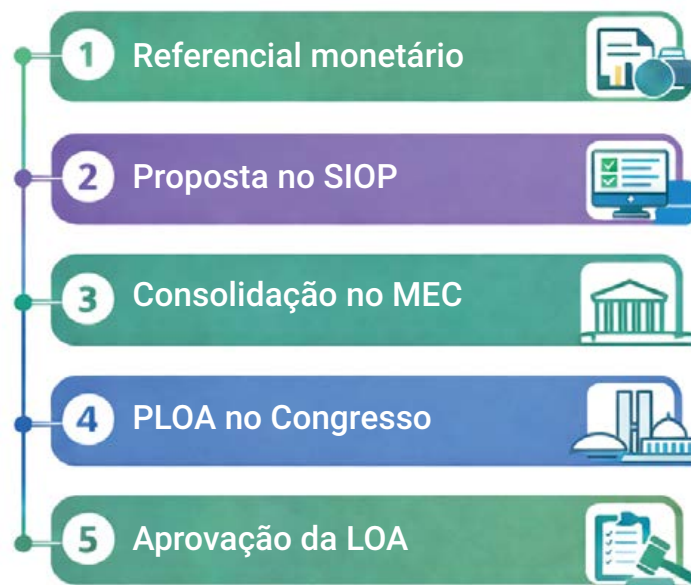 1 Referencial monetário
2 Proposta no SIOP
3 Consolidação no MEC
4 PLOA no Congresso
5 Aprovação da LOA